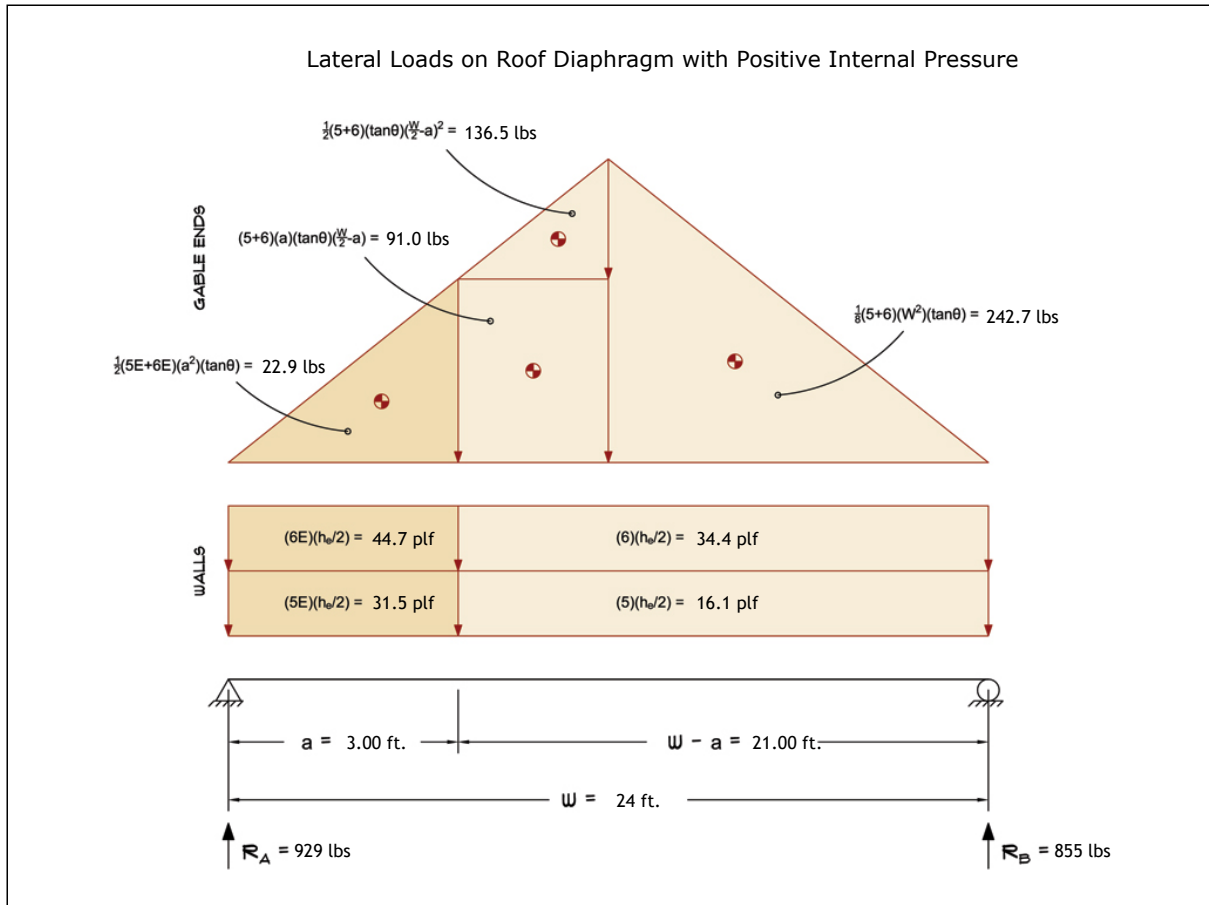 Lateral Loads on Roof Diaphragm with Positive Internal Pressure
½(5+6)(tanθ)(W/2-a)² = 136.5 lbs
GABLE ENDS
(5+6)(a)(tanθ)(W/2-a) = 91.0 lbs
⅛(5+6)(W²)(tanθ) = 242.7 lbs
½(5E+6E)(a²)(tanθ) = 22.9 lbs
WALLS
(6E)(hₑ/2) = 44.7 plf
(6)(hₑ/2) = 34.4 plf
(5E)(hₑ/2) = 31.5 plf
(5)(hₑ/2) = 16.1 plf
a = 3.00 ft.
W - a = 21.00 ft.
W = 24 ft.
R_A = 929 lbs
R_B = 855 lbs